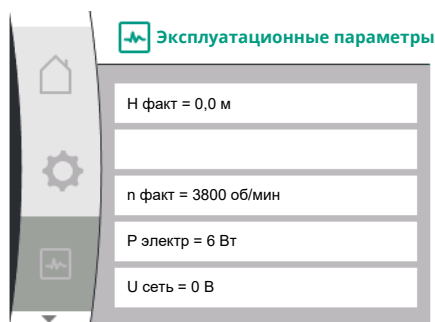 Эксплуатационные параметры
H факт = 0,0 м
n факт = 3800 об/мин
P электр = 6 Вт
U сеть = 0 В